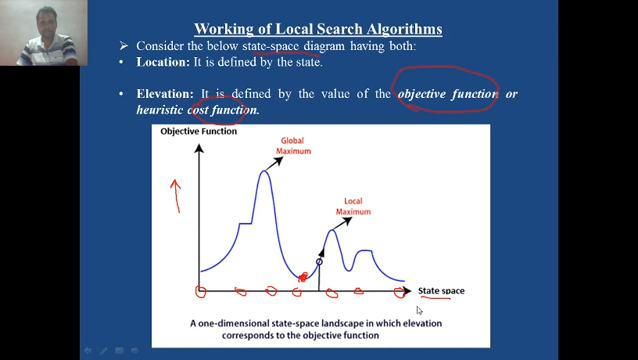 Working of Local Search Algorithms
➢ Consider the below state-space diagram having both:
• Location: It is defined by the state.
• Elevation: It is defined by the value of the objective function or
heuristic cost function.
Objective Function
Global
Maximum
Local
Maximum
State space
A one-dimensional state-space landscape in which elevation
corresponds to the objective function